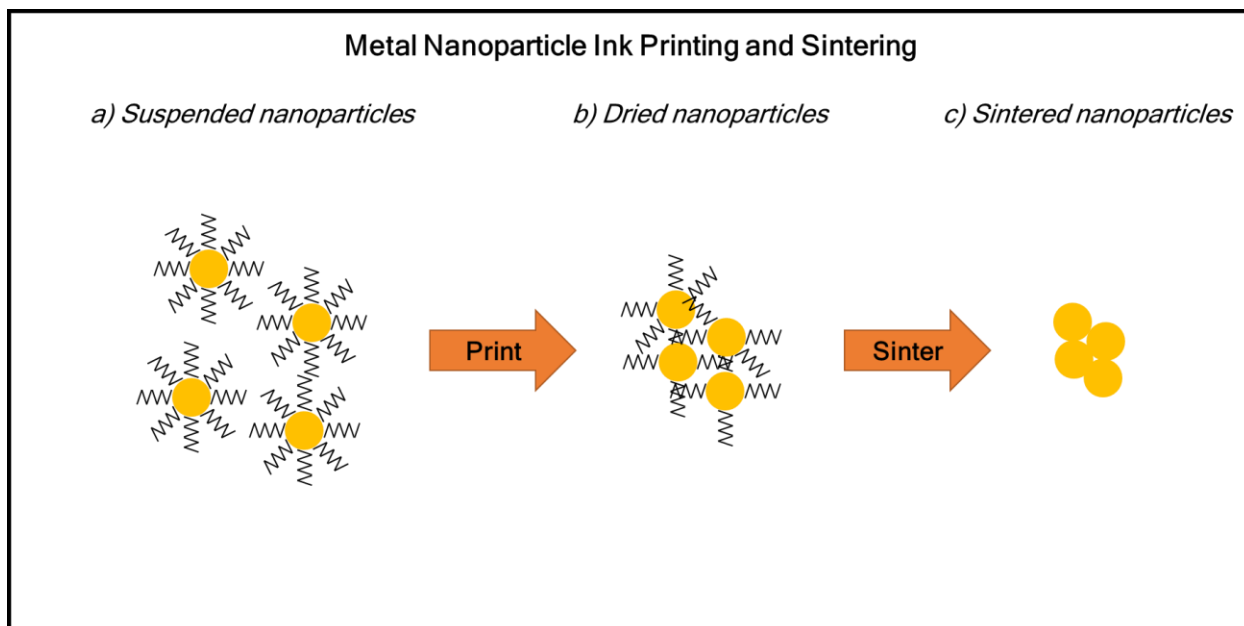 Metal Nanoparticle Ink Printing and Sintering
a) Suspended nanoparticles
b) Dried nanoparticles
c) Sintered nanoparticles
Print
Sinter